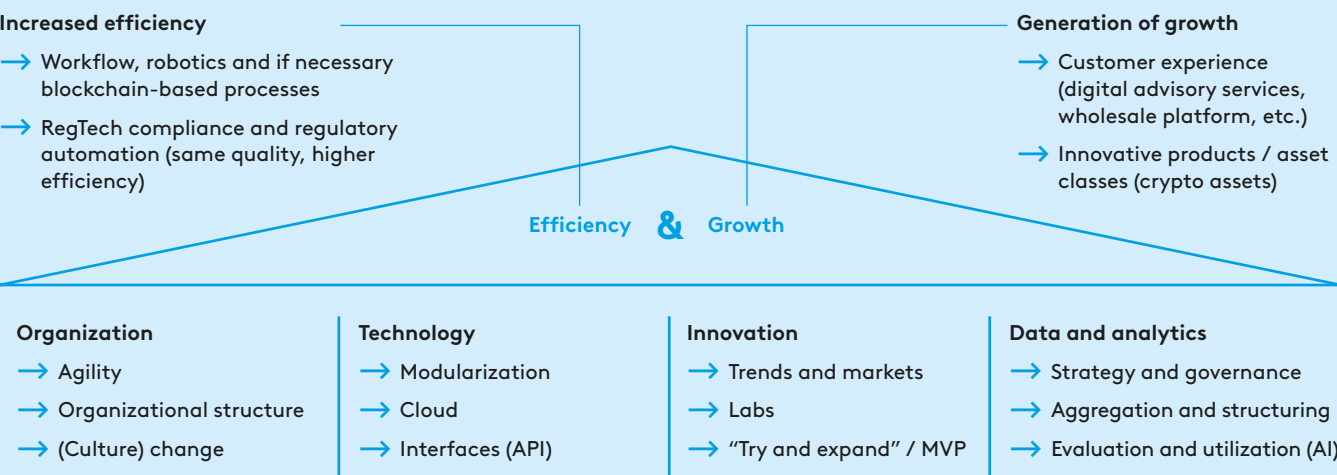 Increased efficiency
→ Workflow, robotics and if necessary
blockchain-based processes
→ RegTech compliance and regulatory
automation (same quality, higher
efficiency)
Generation of growth
→ Customer experience
(digital advisory services,
wholesale platform, etc.)
→ Innovative products / asset
classes (crypto assets)
Efficiency & Growth
Organization
→ Agility
→ Organizational structure
→ (Culture) change
Technology
→ Modularization
→ Cloud
→ Interfaces (API)
Innovation
→ Trends and markets
→ Labs
→ “Try and expand” / MVP
Data and analytics
→ Strategy and governance
→ Aggregation and structuring
→ Evaluation and utilization (AI)